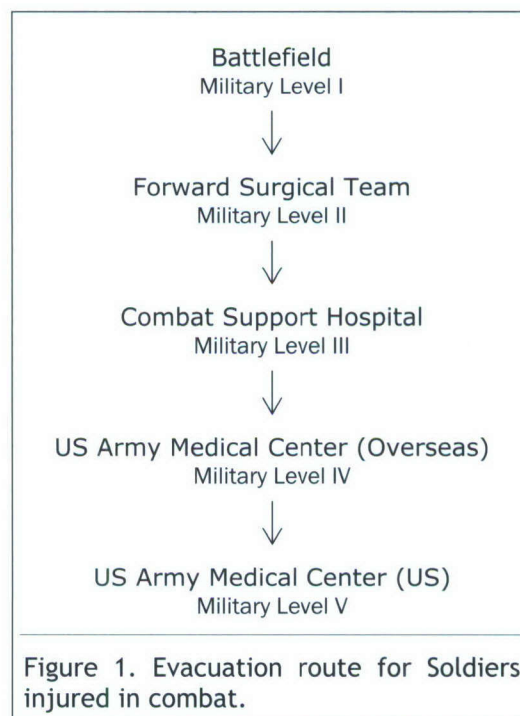 Battlefield
Military Level I
Forward Surgical Team
Military Level II
Combat Support Hospital
Military Level III
US Army Medical Center (Overseas)
Military Level IV
US Army Medical Center (US)
Military Level V
Figure 1. Evacuation route for Soldiers
injured in combat.